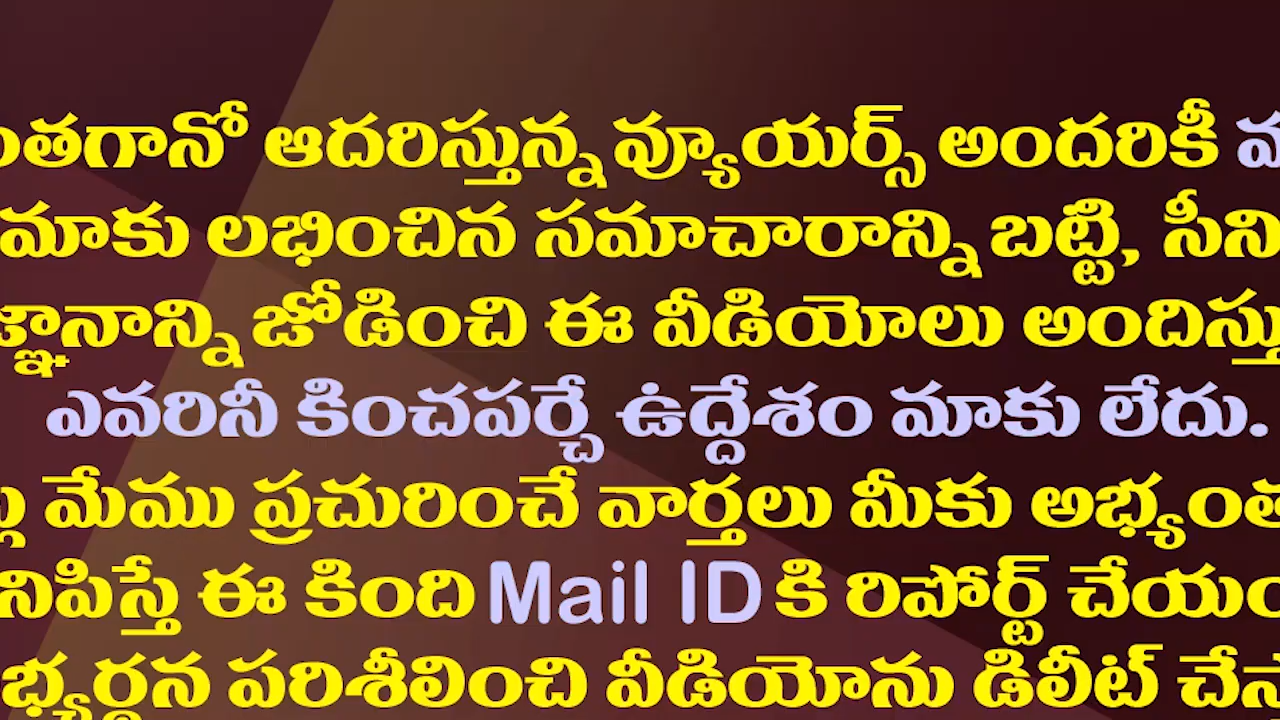 ంతగానో ఆదరిస్తున్న వ్యూయర్స్ అందరికీ
మాకు లభించిన సమాచారాన్ని బట్టి, సీని
జ్ఞానాన్ని జోడించి ఈ వీడియోలు అందిస్తు
ఎవరినీ కించపర్చే ఉద్దేశం మాకు లేదు.
మేము ప్రచురించే వార్తలు మీకు అభ్యంత
నిపిస్తే ఈ కింది Mail ID కి రిపోర్ట్ చేయం
భ్యర్థన పరిశీలించి వీడియోను డిలీట్ చేస